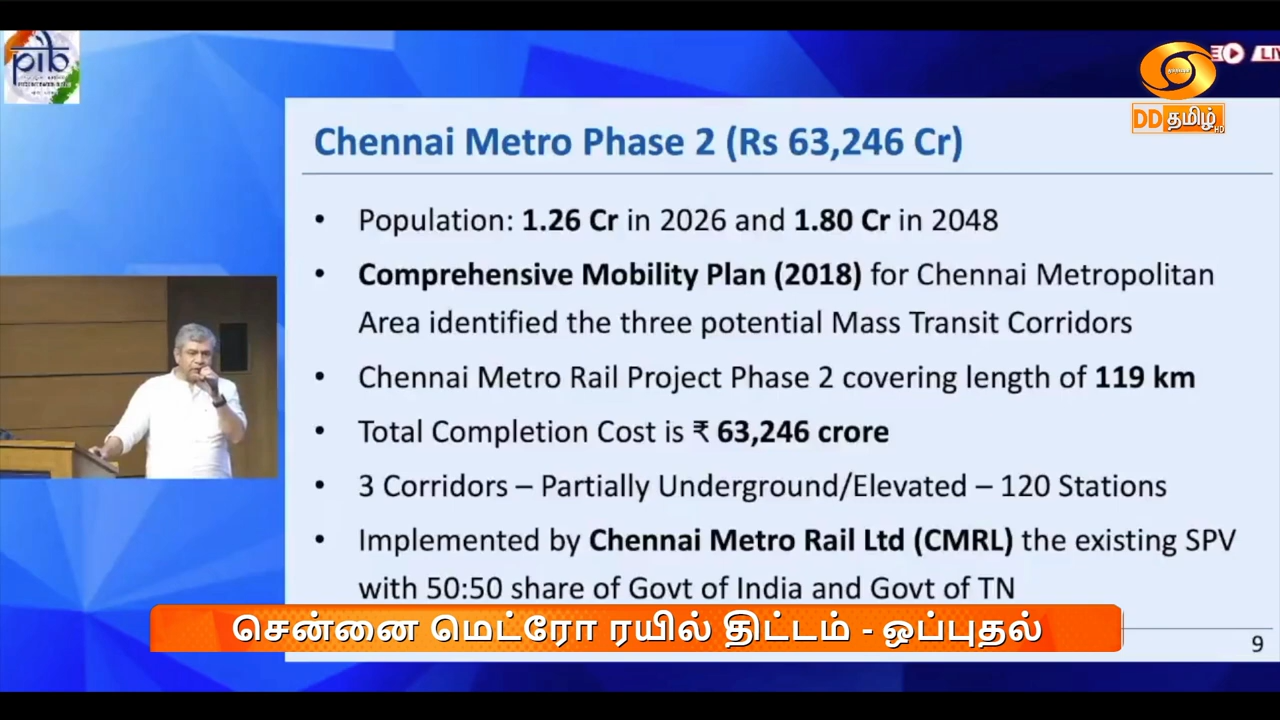 pib
LIV
DD தமிழ் HD
Chennai Metro Phase 2 (Rs 63,246 Cr)
• Population: 1.26 Cr in 2026 and 1.80 Cr in 2048
• Comprehensive Mobility Plan (2018) for Chennai Metropolitan
Area identified the three potential Mass Transit Corridors
• Chennai Metro Rail Project Phase 2 covering length of 119 km
• Total Completion Cost is ₹ 63,246 crore
• 3 Corridors – Partially Underground/Elevated – 120 Stations
• Implemented by Chennai Metro Rail Ltd (CMRL) the existing SPV
with 50:50 share of Govt of India and Govt of TN
சென்னை மெட்ரோ ரயில் திட்டம் - ஒப்புதல்
9